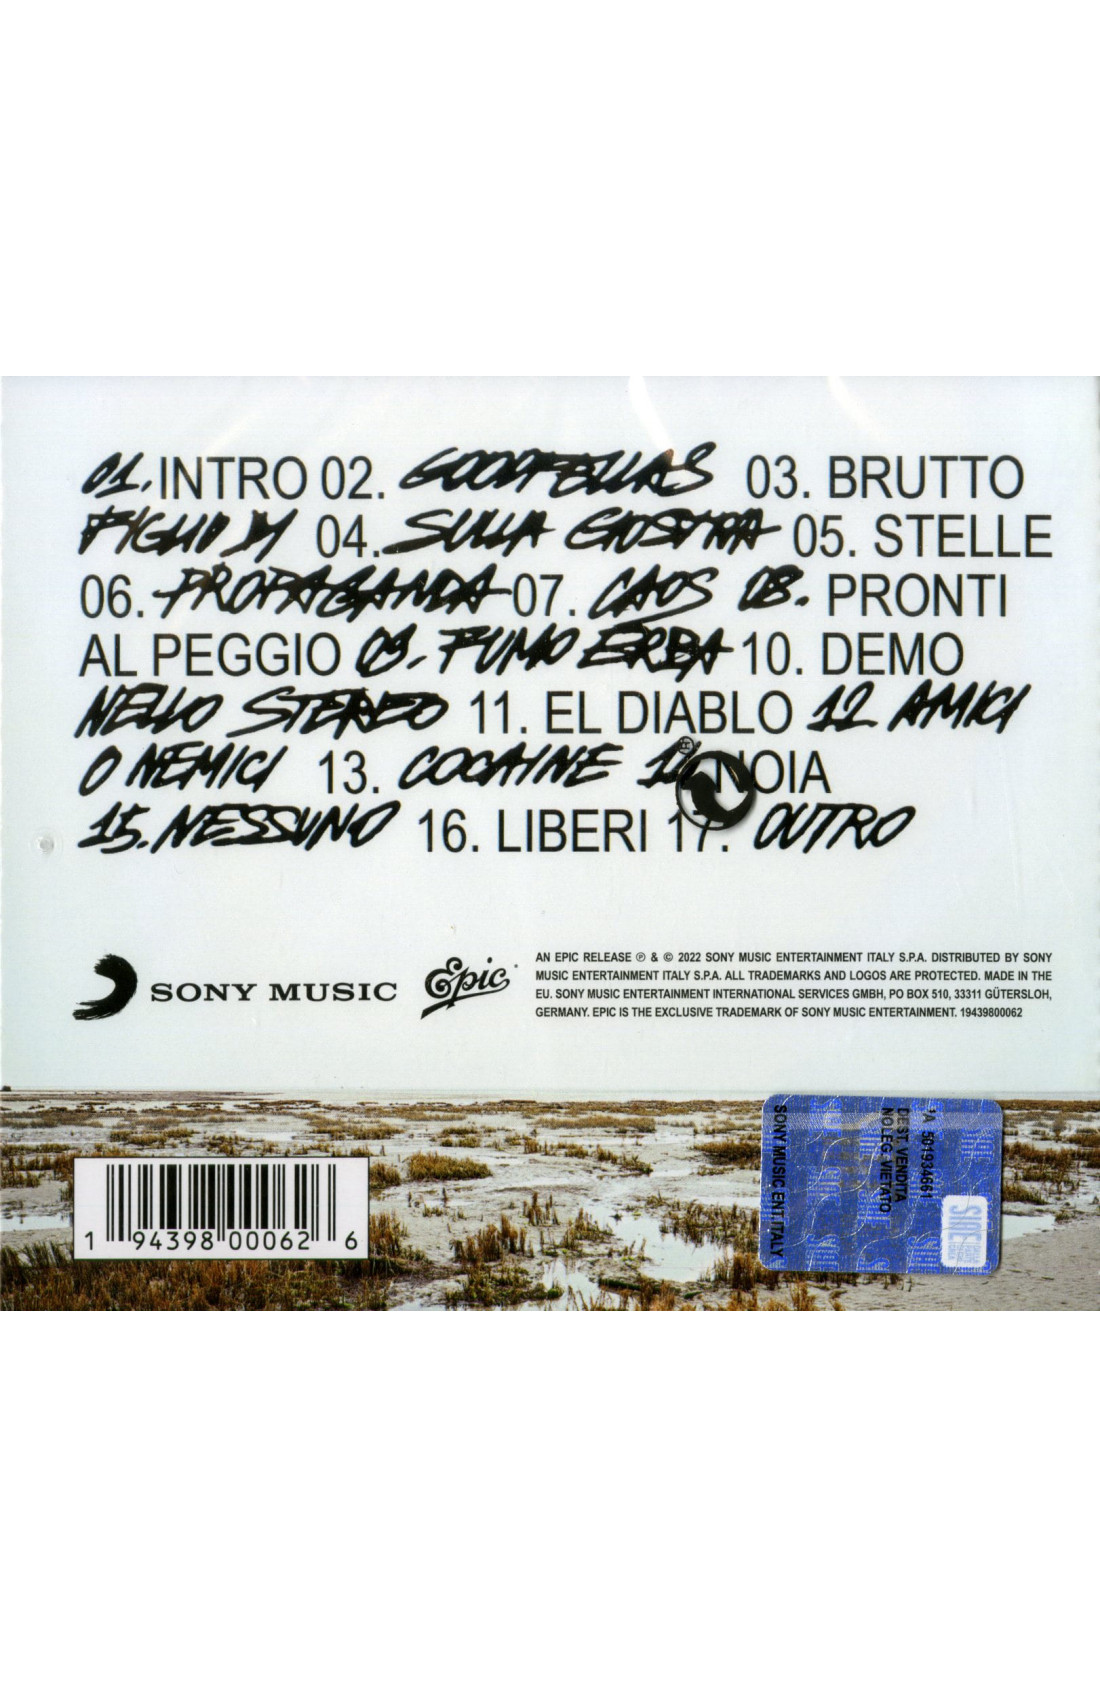 01. INTRO 02. GOODFELLAS 03. BRUTTO
FIGLIO DI 04. SULLA GIOSTRA 05. STELLE
06. PROPAGANDA 07. CAOS 08. PRONTI
AL PEGGIO 09. FUMO ERBA 10. DEMO
NELLO STEREO 11. EL DIABLO 12 AMICI
O NEMICI 13. COCAINE 14. NOIA
15. NESSUNO 16. LIBERI 17. OUTRO
SONY MUSIC
Epic
AN EPIC RELEASE ℗ & © 2022 SONY MUSIC ENTERTAINMENT ITALY S.P.A. DISTRIBUTED BY SONY
MUSIC ENTERTAINMENT ITALY S.P.A. ALL TRADEMARKS AND LOGOS ARE PROTECTED. MADE IN THE
EU. SONY MUSIC ENTERTAINMENT INTERNATIONAL SERVICES GMBH, PO BOX 510, 33311 GÜTERSLOH,
GERMANY. EPIC IS THE EXCLUSIVE TRADEMARK OF SONY MUSIC ENTERTAINMENT. 19439800062
1 94398 00062 6
SONY MUSIC ENT. ITALY
DEST. VENDITA
NOLEG. VIETATO
SIAE